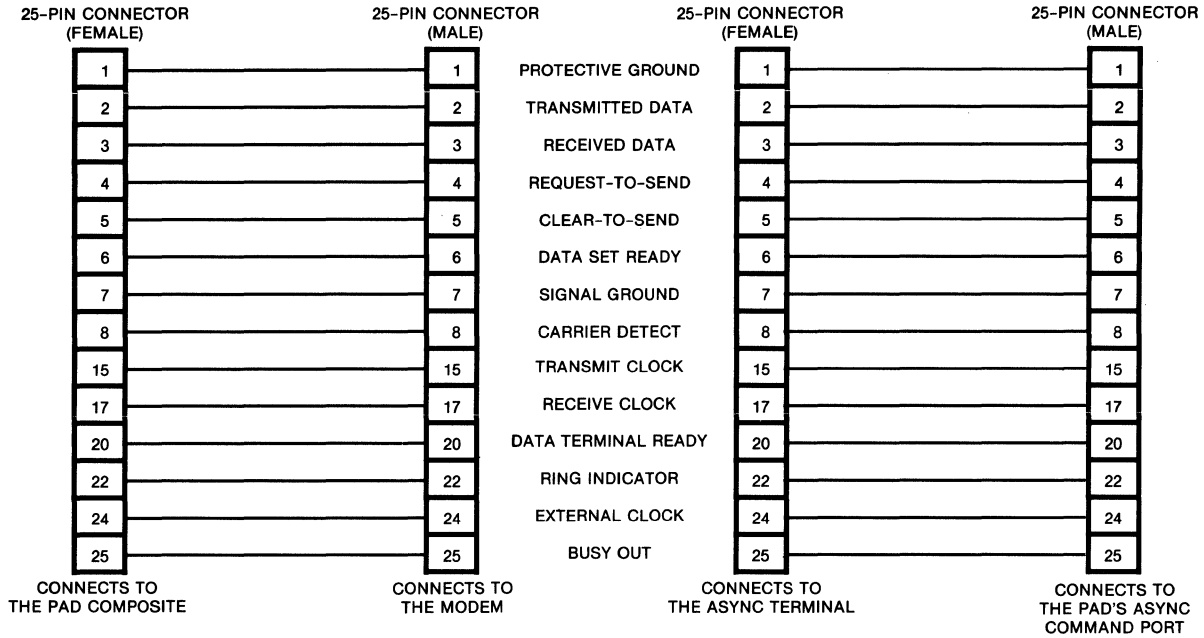 25-PIN CONNECTOR
(FEMALE)
25-PIN CONNECTOR
(MALE)
25-PIN CONNECTOR
(FEMALE)
25-PIN CONNECTOR
(MALE)
1 1 PROTECTIVE GROUND 1 1
2 2 TRANSMITTED DATA 2 2
3 3 RECEIVED DATA 3 3
4 4 REQUEST-TO-SEND 4 4
5 5 CLEAR-TO-SEND 5 5
6 6 DATA SET READY 6 6
7 7 SIGNAL GROUND 7 7
8 8 CARRIER DETECT 8 8
15 15 TRANSMIT CLOCK 15 15
17 17 RECEIVE CLOCK 17 17
20 20 DATA TERMINAL READY 20 20
22 22 RING INDICATOR 22 22
24 24 EXTERNAL CLOCK 24 24
25 25 BUSY OUT 25 25
CONNECTS TO
THE PAD COMPOSITE
CONNECTS TO
THE MODEM
CONNECTS TO
THE ASYNC TERMINAL
CONNECTS TO
THE PAD'S ASYNC
COMMAND PORT